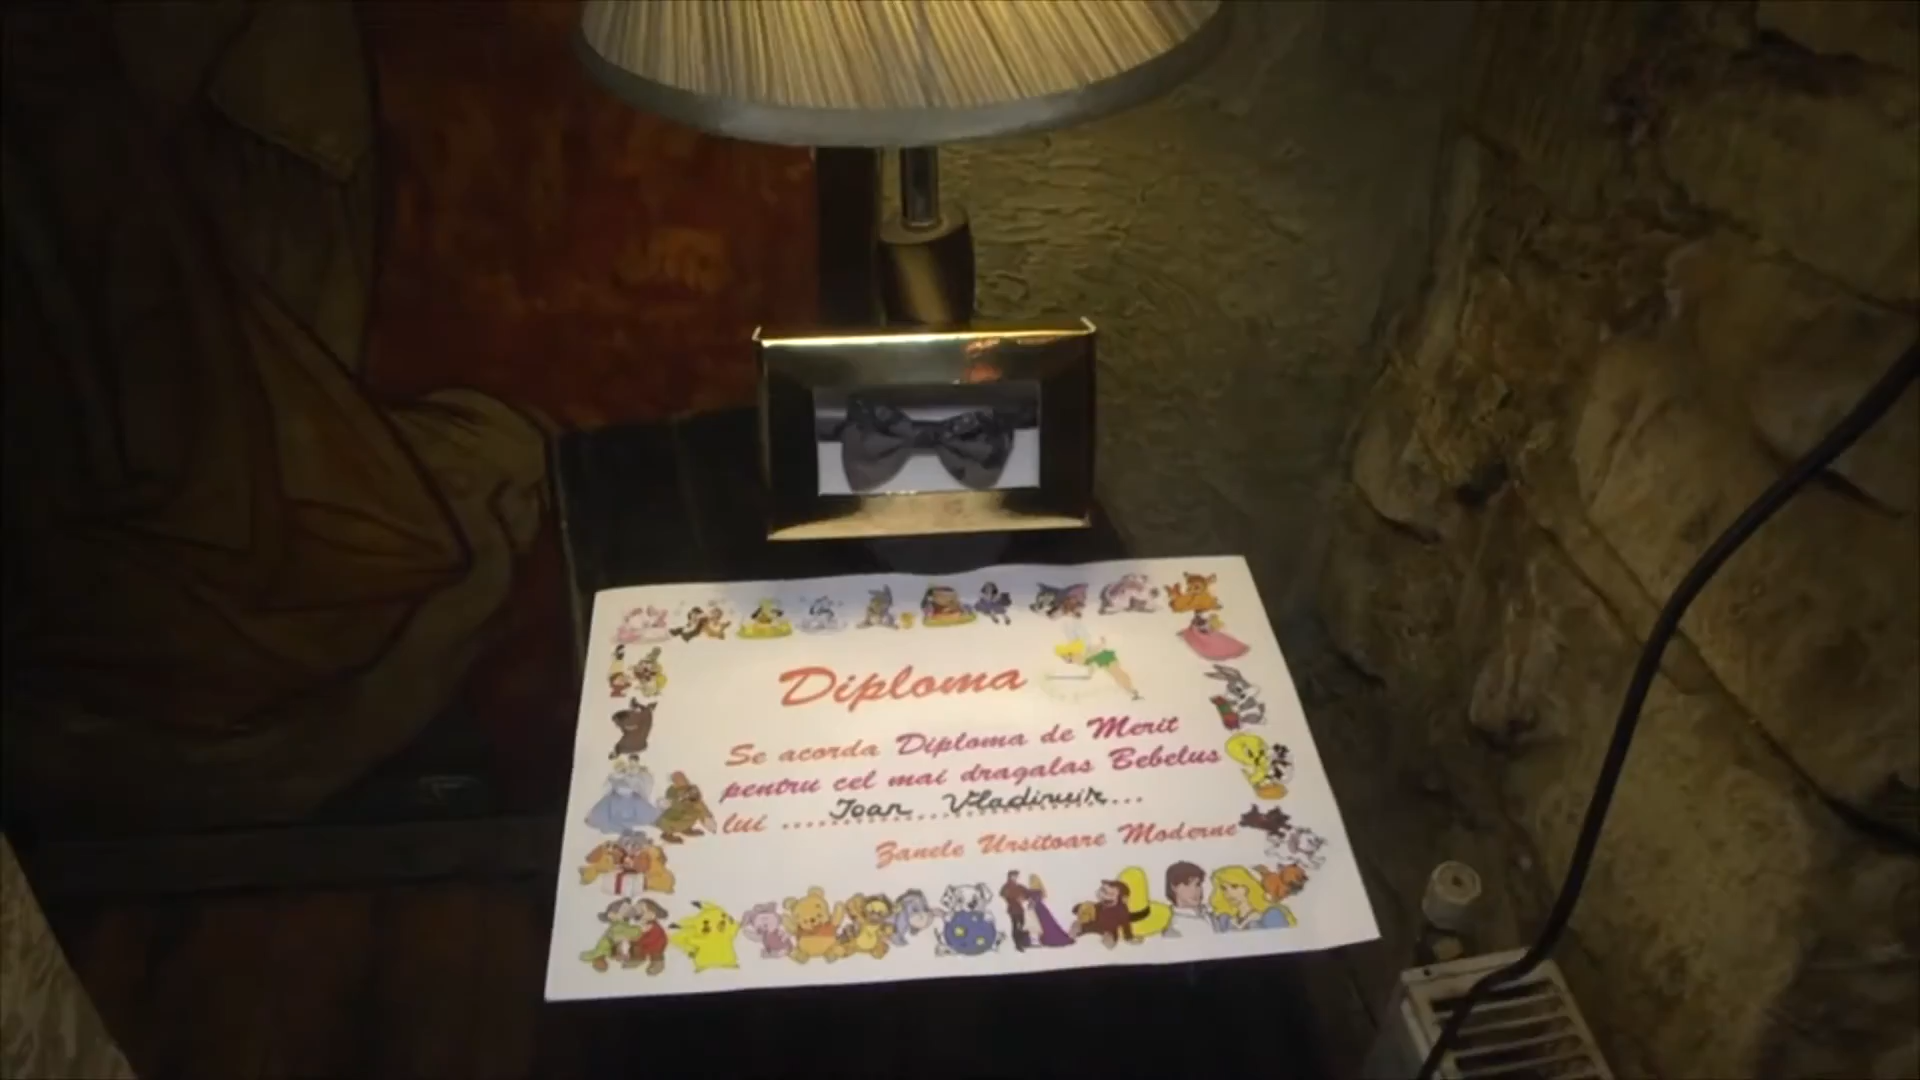 Diploma
Se acorda Diploma de Merit
pentru cel mai dragalas Bebelus
lui ....Ioan Vladimir...
Zanele Ursitoare Moderne